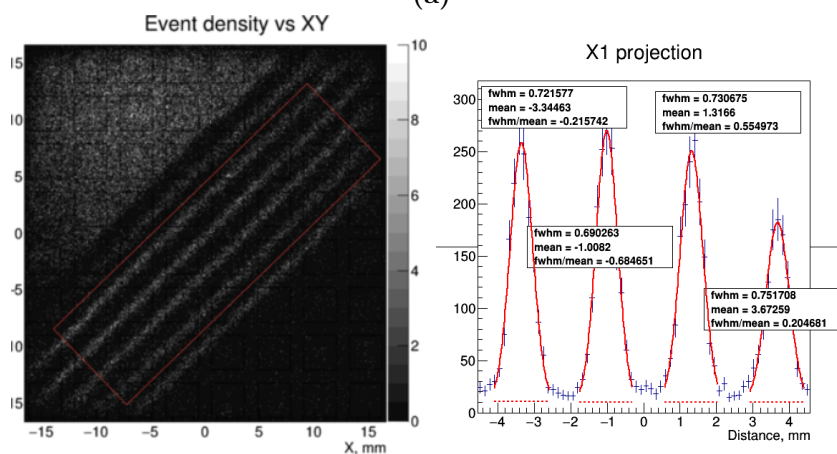 (a)
Event density vs XY
15
10
5
0
−5
10
15
−15
−10
−5
0
5
10
15
X, mm
10
8
6
4
2
0
X1 projection
300
250
200
150
100
50
0
−4
−3
−2
−1
0
1
2
3
4
Distance, mm
fwhm = 0.721577
mean = -3.34463
fwhm/mean = -0.215742
fwhm = 0.730675
mean = 1.3166
fwhm/mean = 0.554973
fwhm = 0.690263
mean = -1.0082
fwhm/mean = -0.684651
fwhm = 0.751708
mean = 3.67259
fwhm/mean = 0.204681